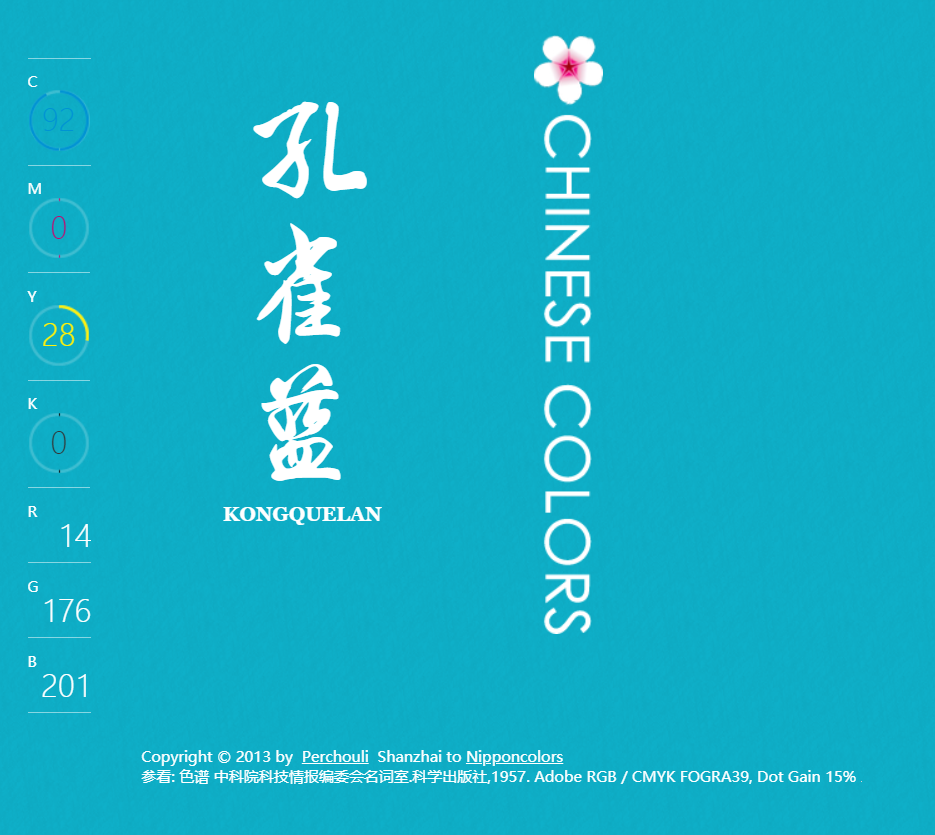 C
92
M
0
Y
28
K
0
R
14
G
176
B
201
孔雀蓝
KONGQUELAN
CHINESE COLORS
Copyright © 2013 by Perchouli Shanzhai to Nipponcolors
参看: 色谱 中科院科技情报编委会名词室.科学出版社,1957. Adobe RGB / CMYK FOGRA39, Dot Gain 15% .